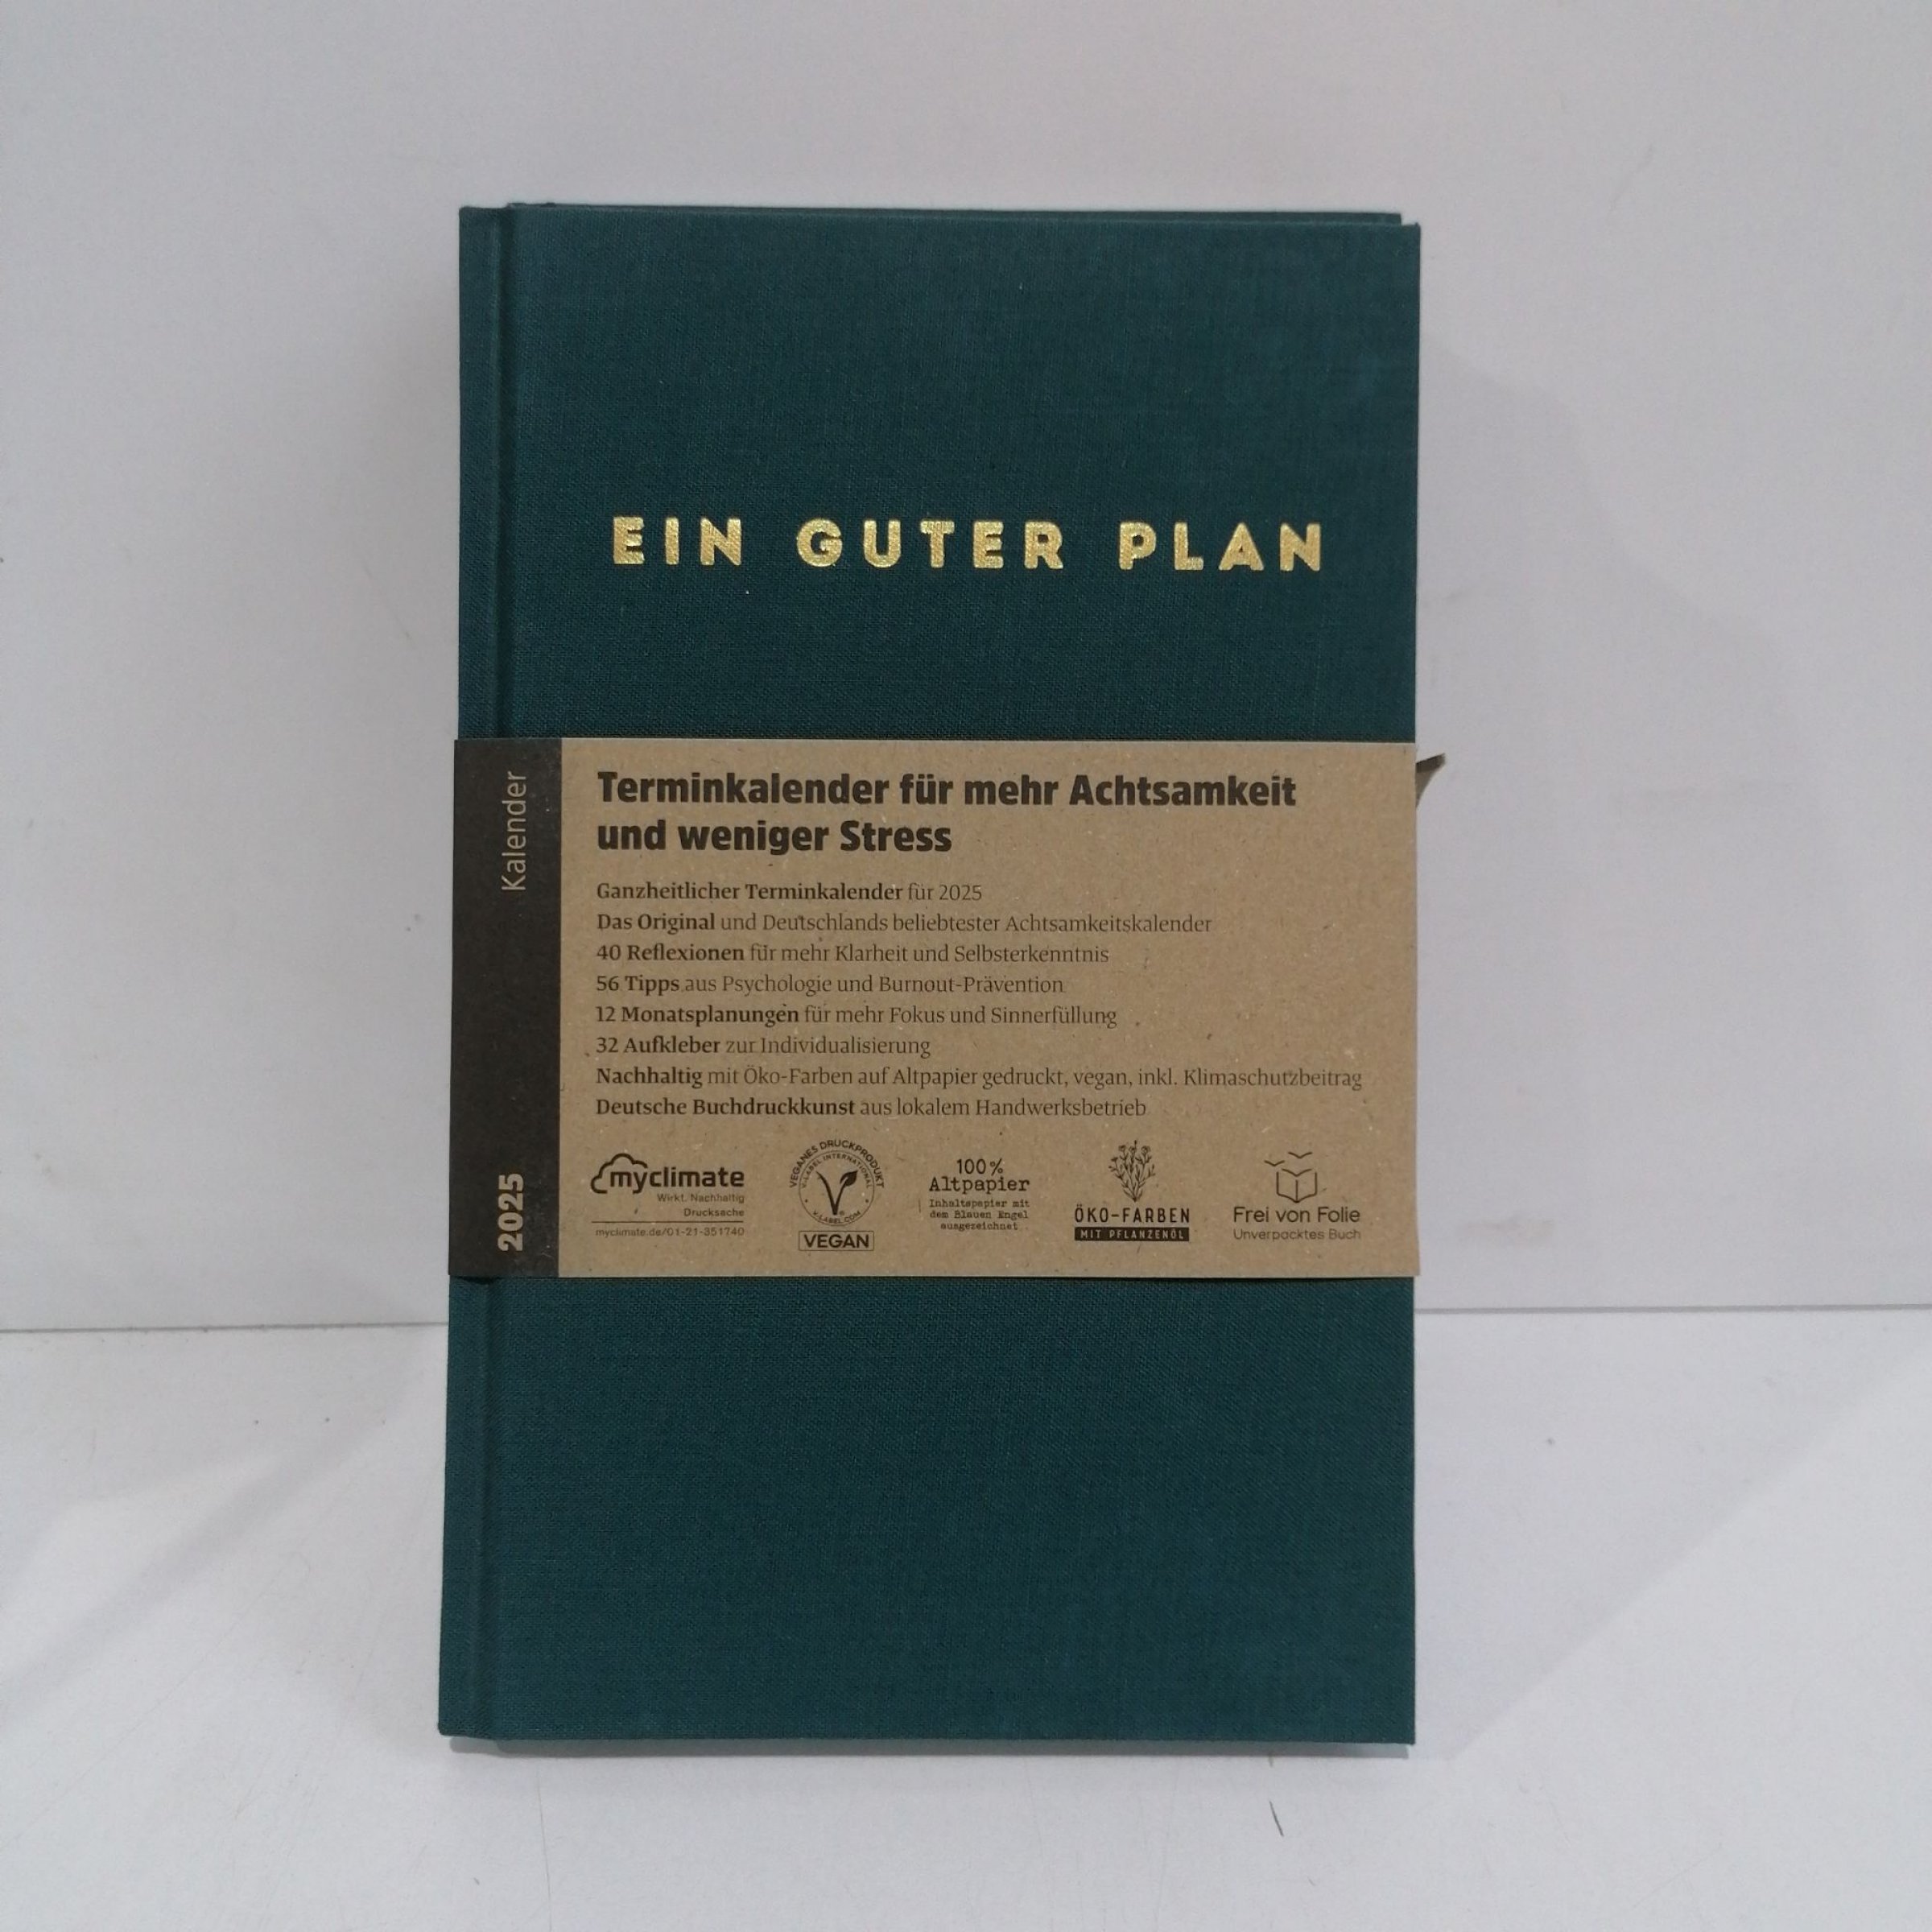 EIN GUTER PLAN
Kalender
2025
Terminkalender für mehr Achtsamkeit
und weniger Stress
Ganzheitlicher Terminkalender für 2025
Das Original und Deutschlands beliebtester Achtsamkeitskalender
40 Reflexionen für mehr Klarheit und Selbsterkenntnis
56 Tipps aus Psychologie und Burnout-Prävention
12 Monatsplanungen für mehr Fokus und Sinnerfüllung
32 Aufkleber zur Individualisierung
Nachhaltig mit Öko-Farben auf Altpapier gedruckt, vegan, inkl. Klimaschutzbeitrag
Deutsche Buchdruckkunst aus lokalem Handwerksbetrieb
myclimate
Wirkt. Nachhaltig
Drucksache
myclimate.de/01-21-351740
VEGANES DRUCKPRODUKT
V-LABEL INTERNATIONAL
V-LABEL.COM
VEGAN
100%
Altpapier
Inhaltspapier mit
dem Blauen Engel
ausgezeichnet
ÖKO-FARBEN
MIT PFLANZENÖL
Frei von Folie
Unverpacktes Buch